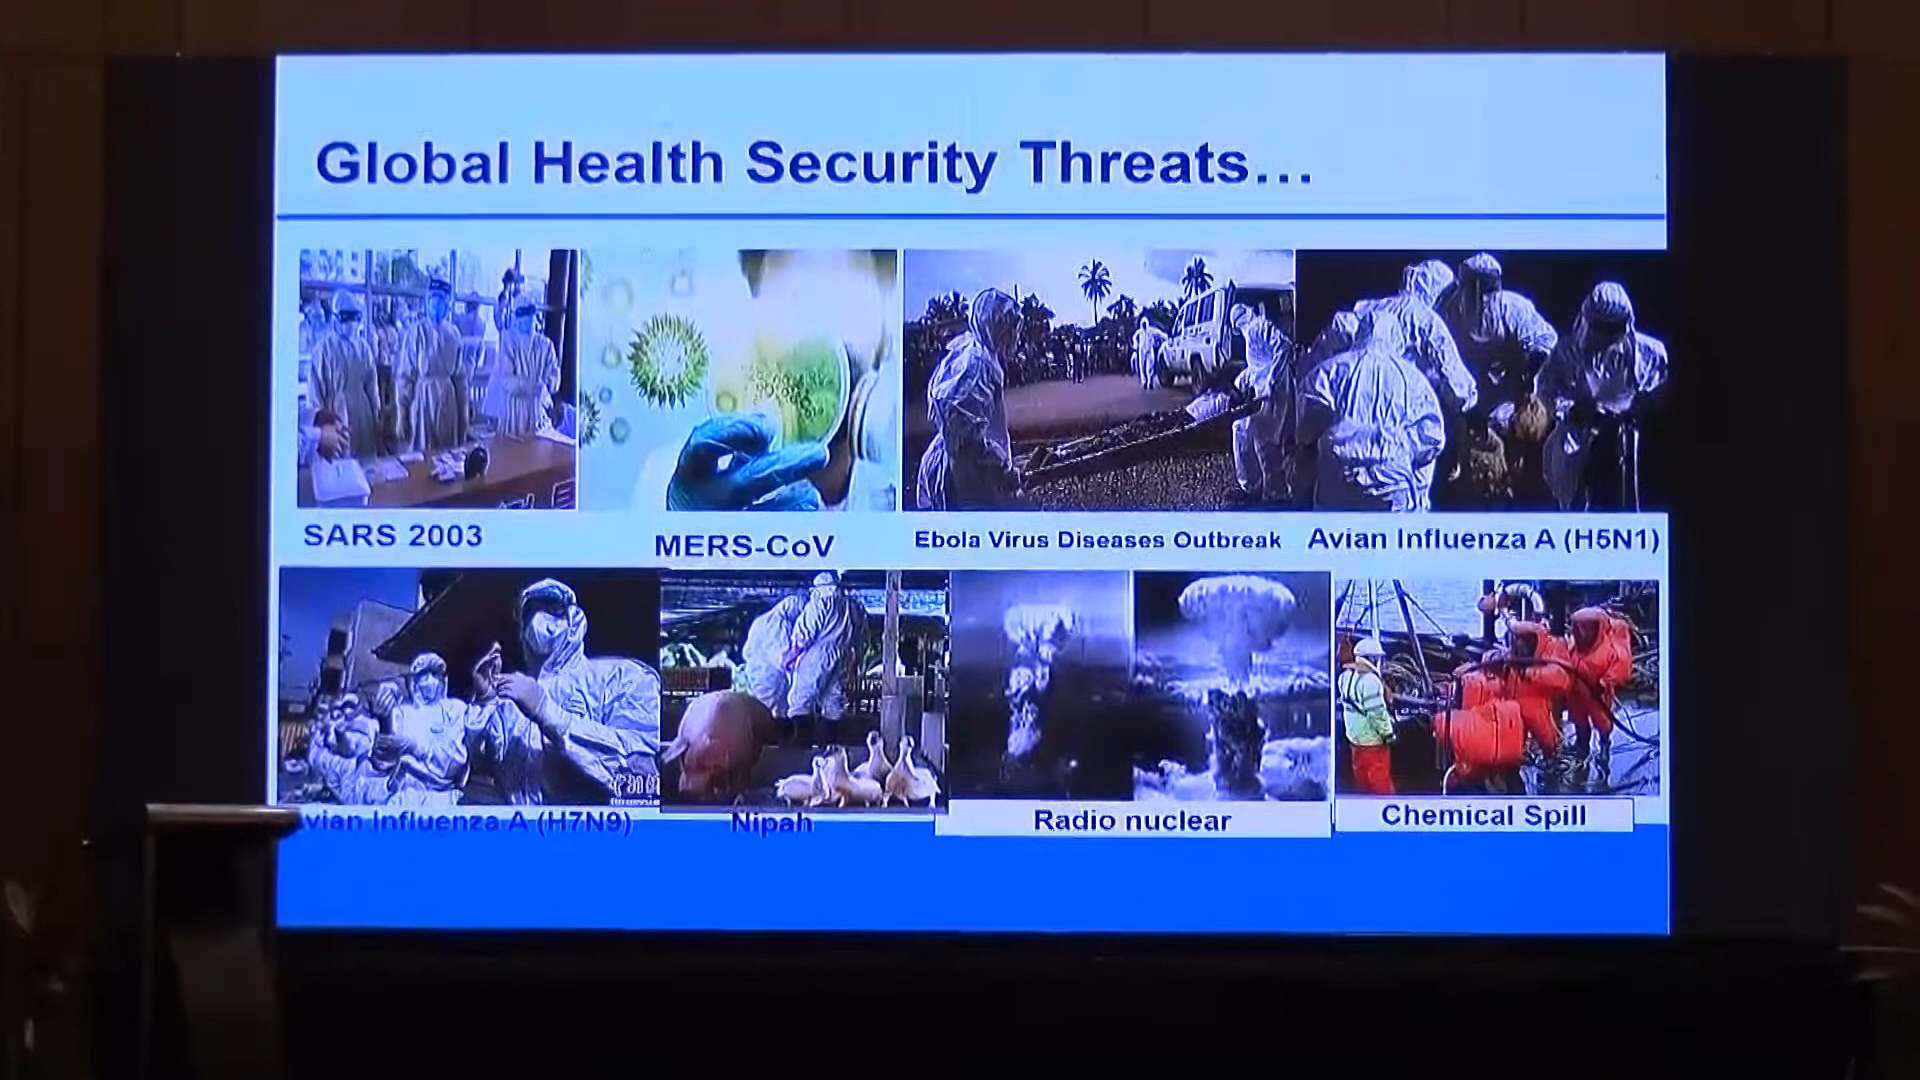 Global Health Security Threats...
SARS 2003
MERS-CoV
Ebola Virus Diseases Outbreak
Avian Influenza A (H5N1)
Avian Influenza A (H7N9)
Nipah
Radio nuclear
Chemical Spill